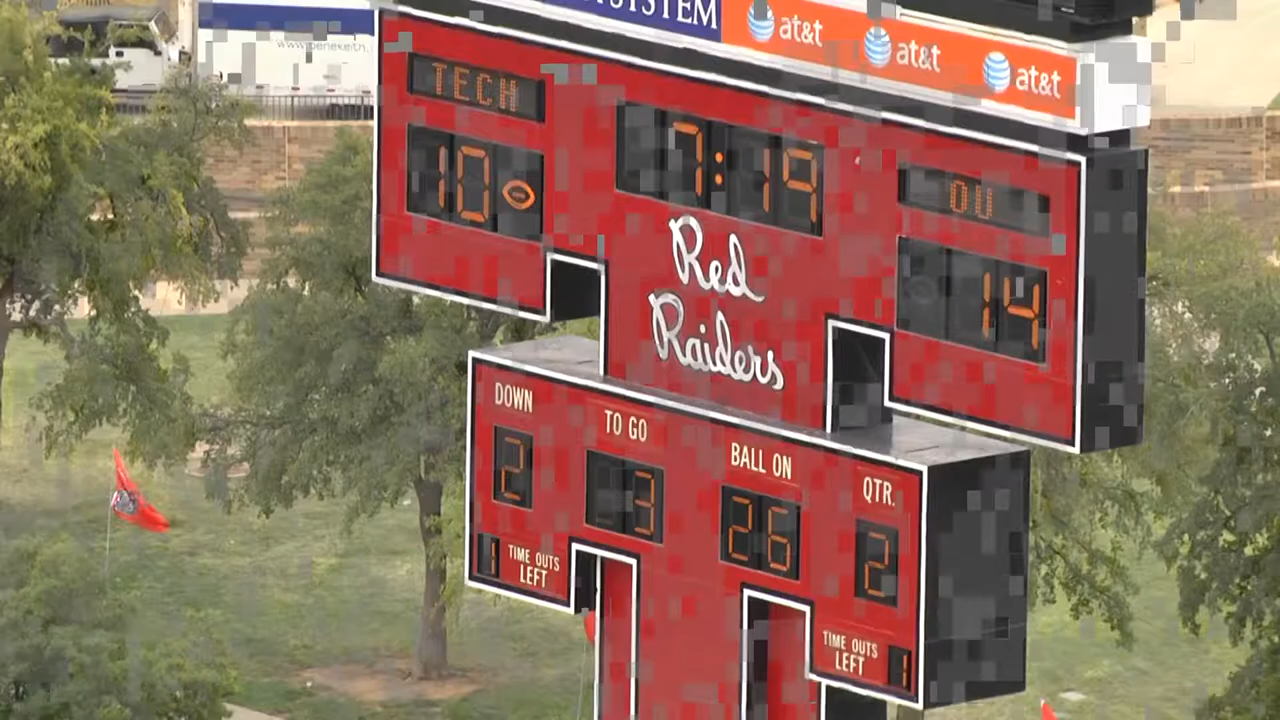 SYSTEM
at&t at&t at&t
TECH
10
7:19
OU
14
Red
Raiders
DOWN
2
TO GO
3
BALL ON
26
QTR.
2
1
TIME OUTS
LEFT
TIME OUTS
LEFT
1